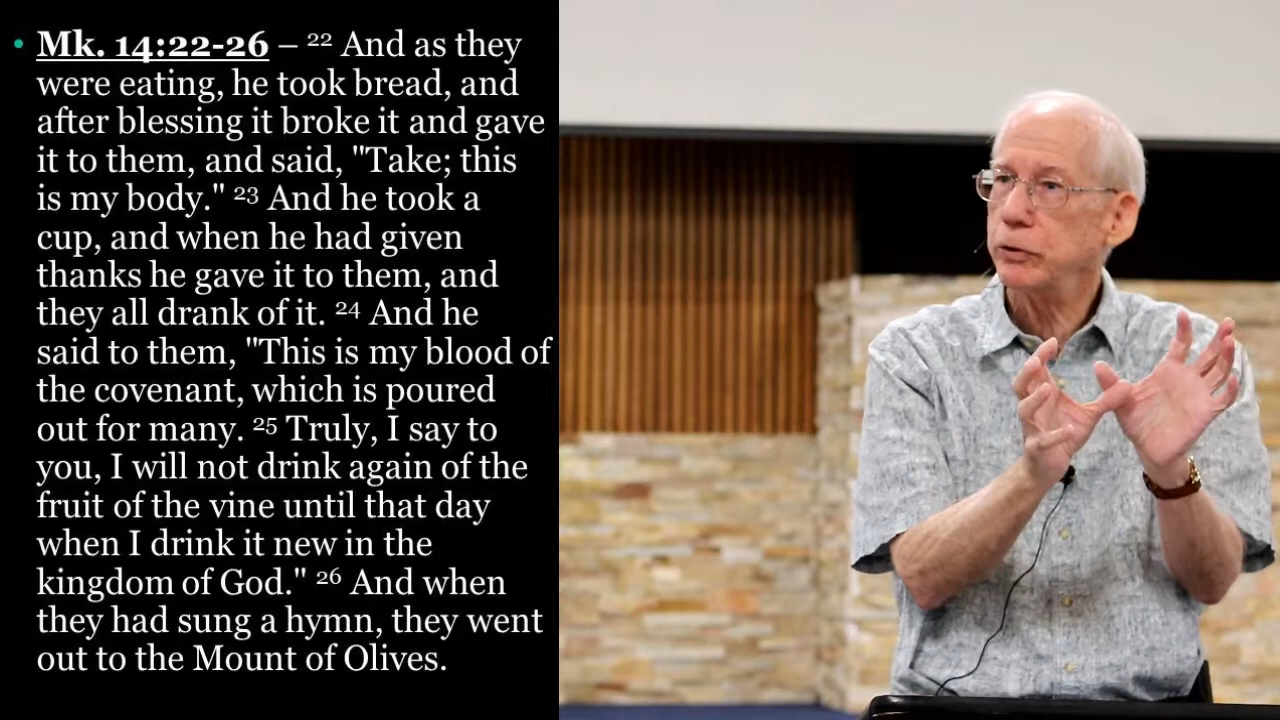 • Mk. 14:22-26 – 22 And as they
were eating, he took bread, and
after blessing it broke it and gave
it to them, and said, "Take; this
is my body." 23 And he took a
cup, and when he had given
thanks he gave it to them, and
they all drank of it. 24 And he
said to them, "This is my blood of
the covenant, which is poured
out for many. 25 Truly, I say to
you, I will not drink again of the
fruit of the vine until that day
when I drink it new in the
kingdom of God." 26 And when
they had sung a hymn, they went
out to the Mount of Olives.